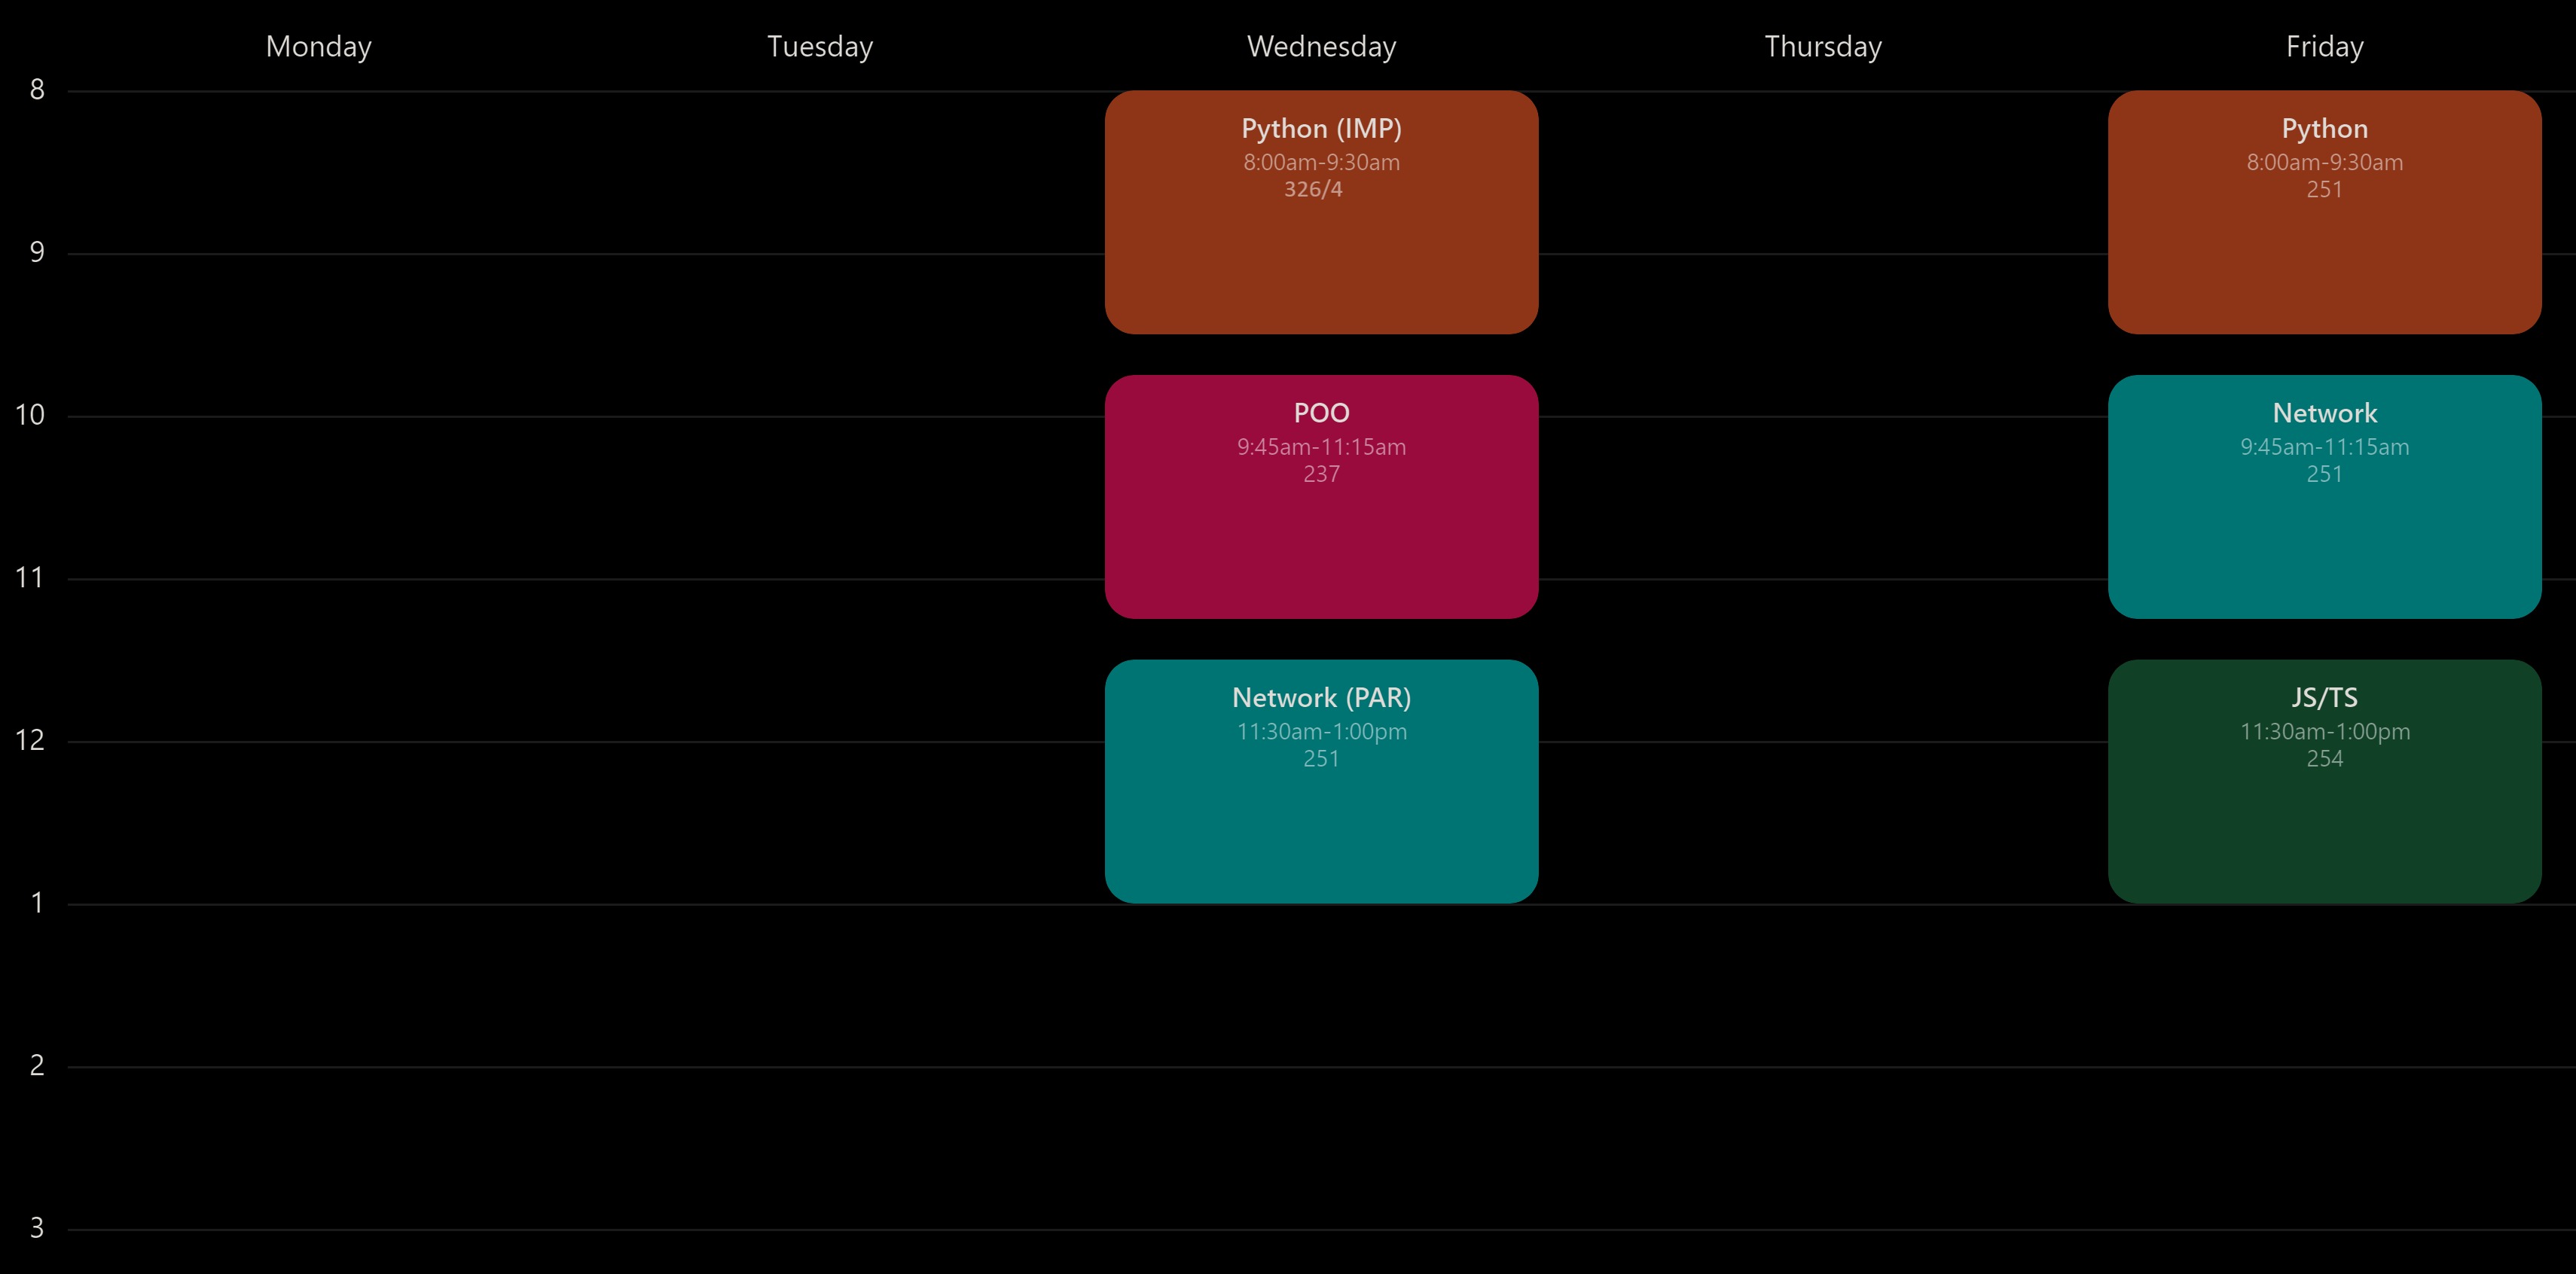 Monday
Tuesday
Wednesday
Thursday
Friday
8
9
10
11
12
1
2
3
Python (IMP)
8:00am-9:30am
326/4
POO
9:45am-11:15am
237
Network (PAR)
11:30am-1:00pm
251
Python
8:00am-9:30am
251
Network
9:45am-11:15am
251
JS/TS
11:30am-1:00pm
254